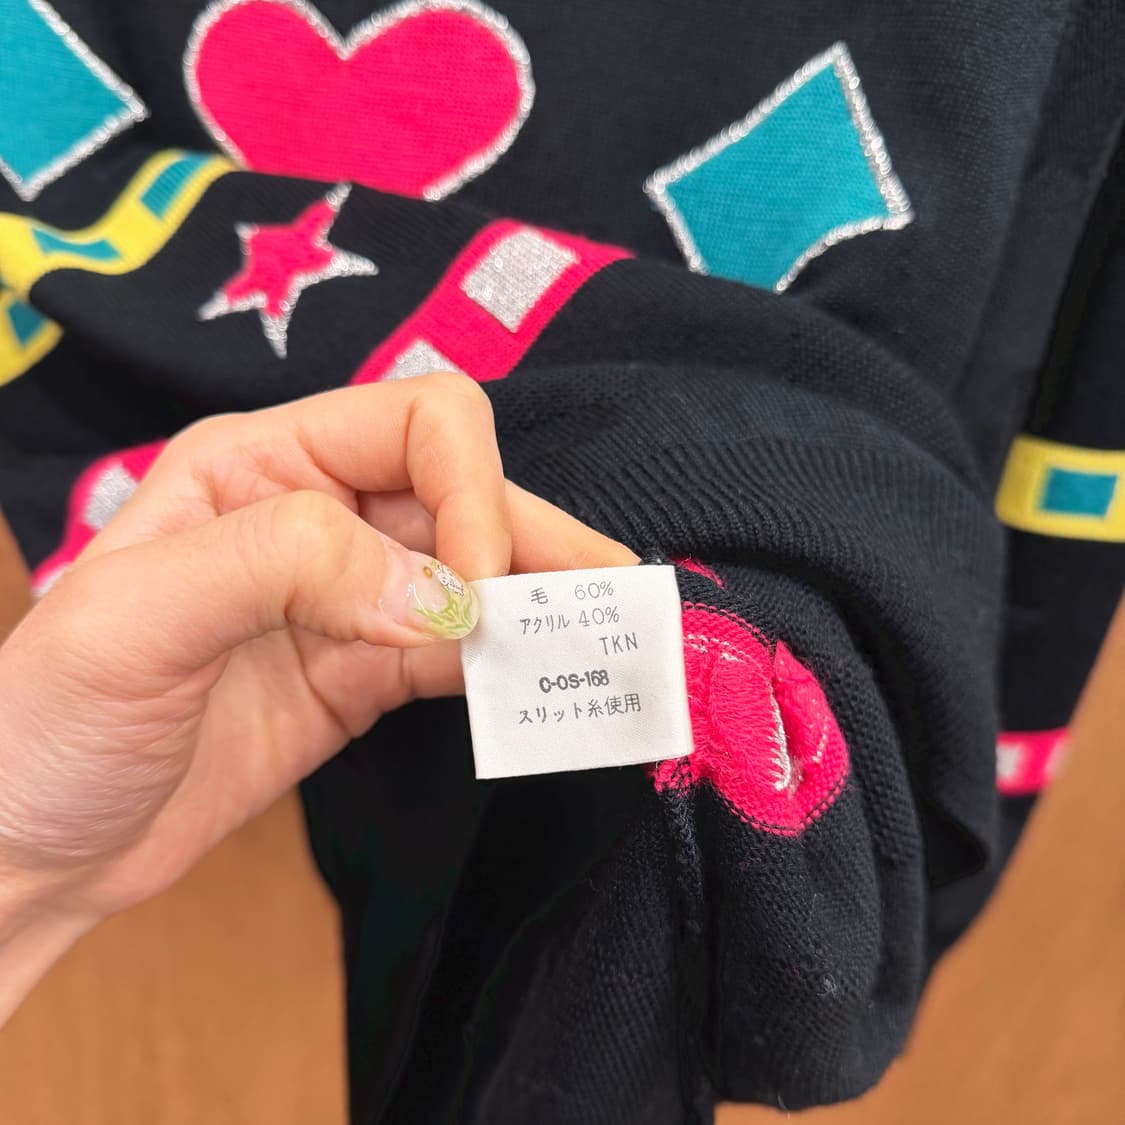 毛 60%
アクリル 40%
TKN
C-OS-168
スリット糸使用